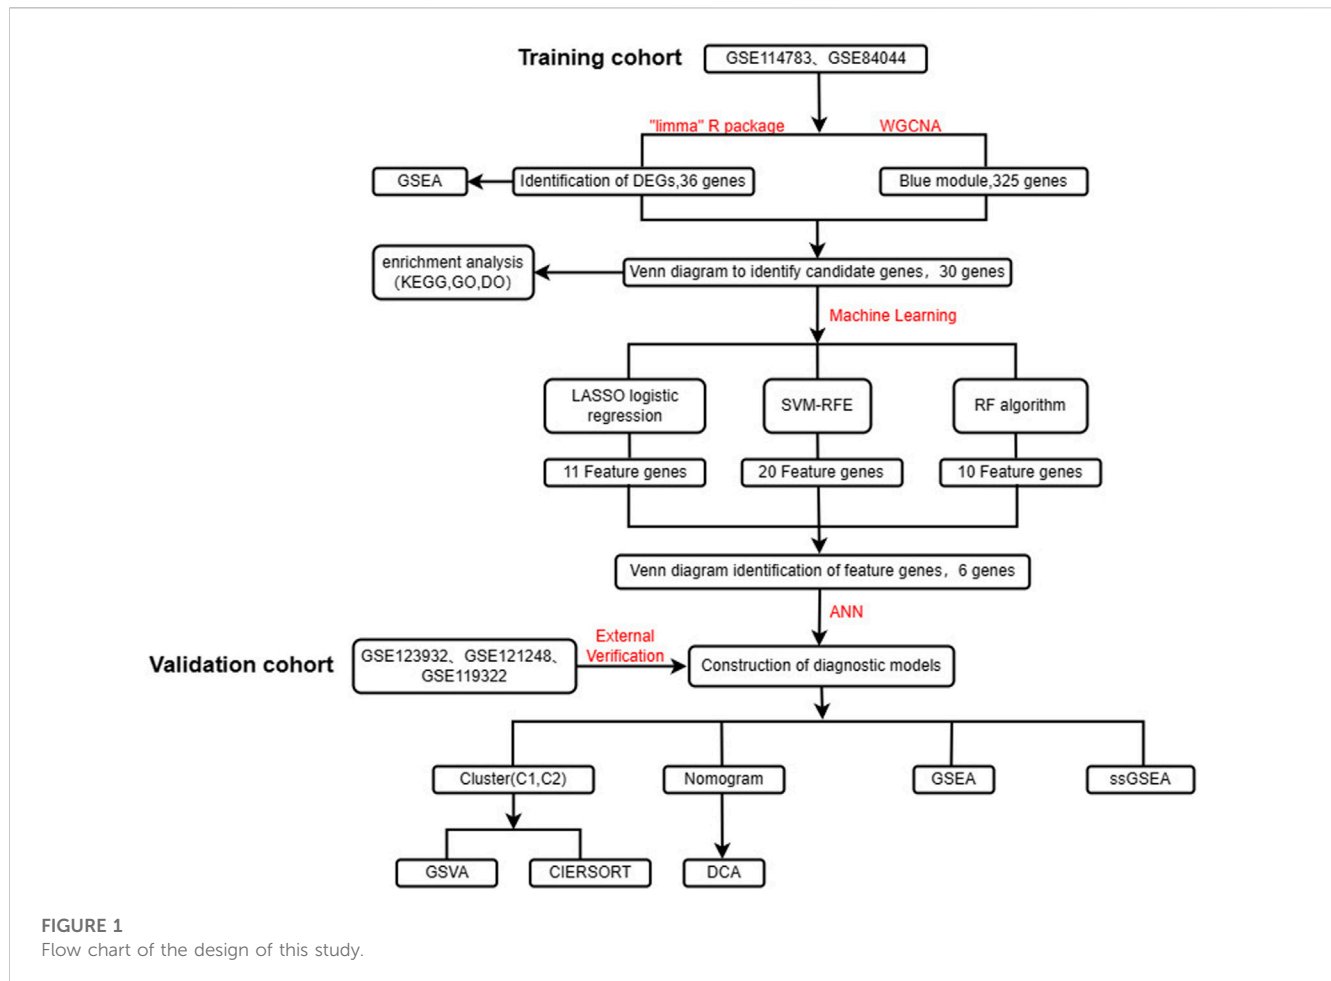 Training cohort
GSE114783、GSE84044
"limma" R package
WGCNA
GSEA
Identification of DEGs,36 genes
Blue module,325 genes
enrichment analysis
(KEGG,GO,DO)
Venn diagram to identify candidate genes，30 genes
Machine Learning
LASSO logistic
regression
SVM-RFE
RF algorithm
11 Feature genes
20 Feature genes
10 Feature genes
Venn diagram identification of feature genes，6 genes
ANN
Validation cohort
GSE123932、GSE121248、
GSE119322
External
Verification
Construction of diagnostic models
Cluster(C1,C2)
Nomogram
GSEA
ssGSEA
GSVA
CIERSORT
DCA
FIGURE 1
Flow chart of the design of this study.